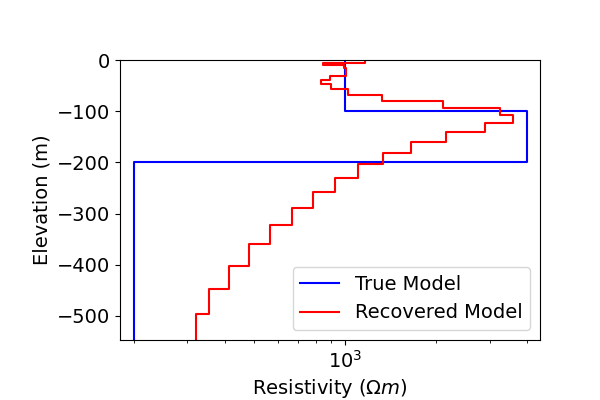 0
−100
−200
−300
−400
−500
Elevation (m)
True Model
Recovered Model
10³
Resistivity (Ωm)